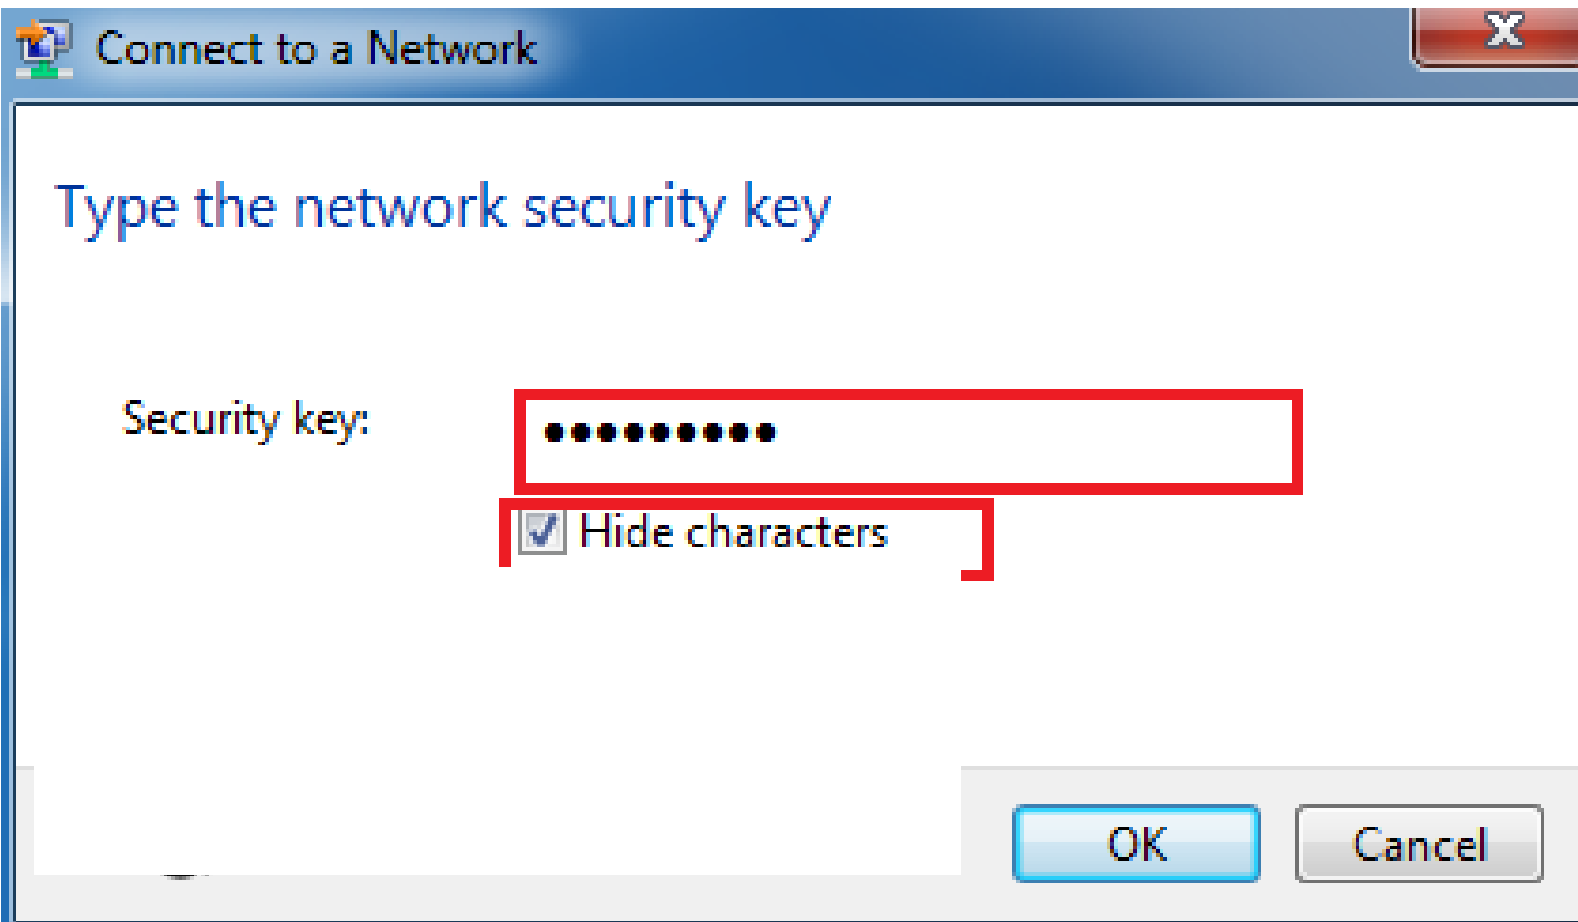 Connect to a Network
Type the network security key
Security key: •••••••••
Hide characters
OK Cancel